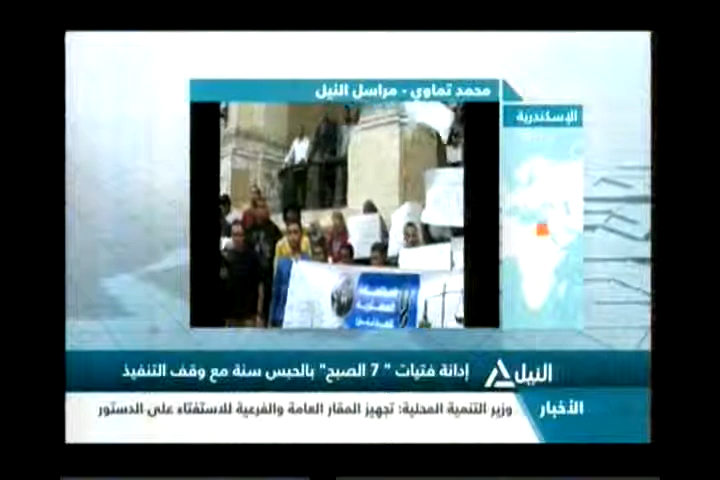 محمد تماوي - مراسل النيل
الإسكندرية
النيل
إدانة فتيات " 7 الصبح" بالحبس سنة مع وقف التنفيذ
الأخبار
وزير التنمية المحلية: تجهيز المقار العامة والفرعية للاستفتاء على الدستور